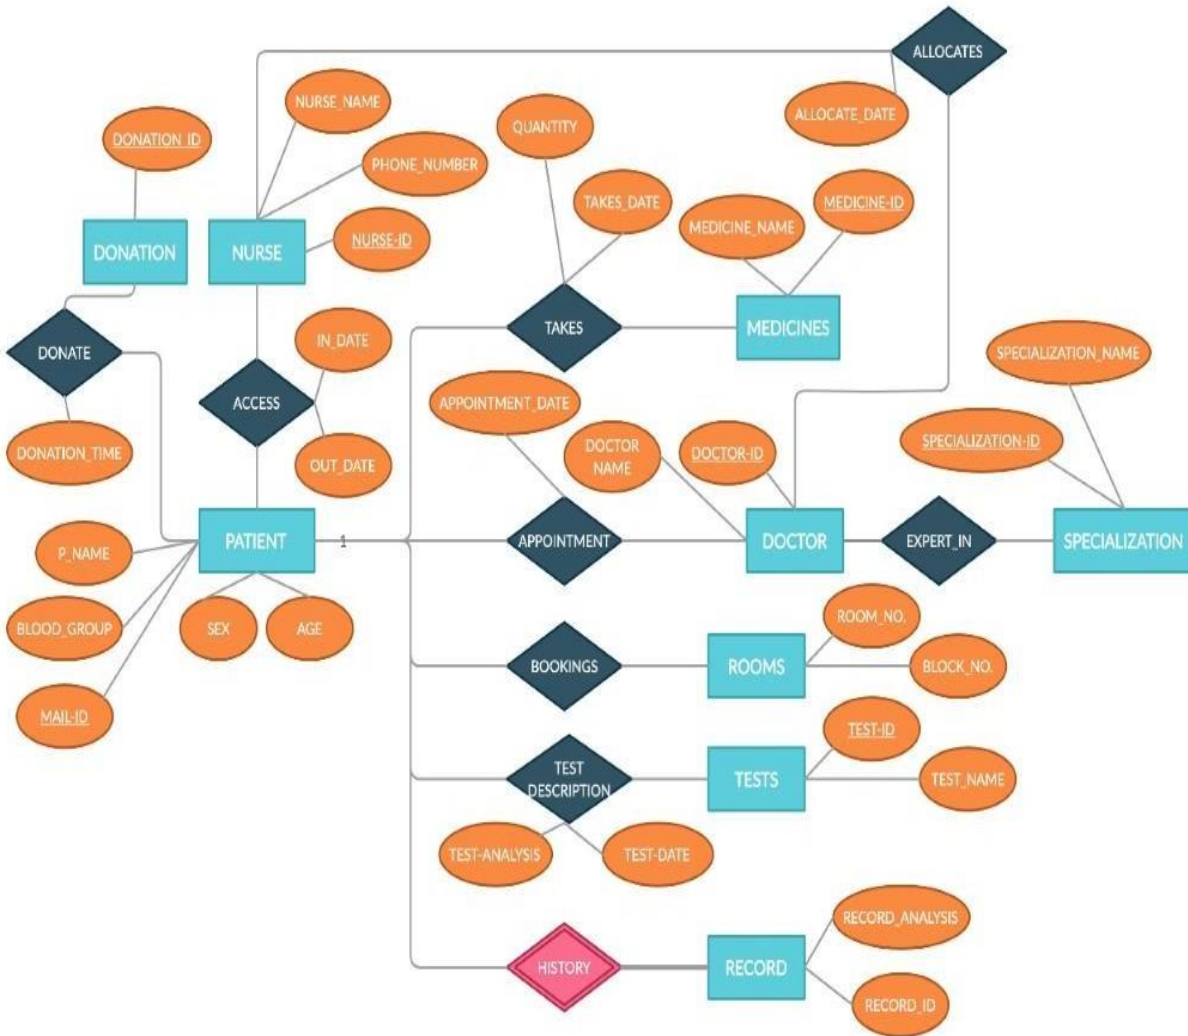 ALLOCATES
NURSE_NAME
ALLOCATE_DATE
QUANTITY
DONATION_ID
PHONE_NUMBER
TAKES_DATE
MEDICINE-ID
MEDICINE_NAME
NURSE-ID
DONATION
NURSE
TAKES
MEDICINES
IN_DATE
DONATE
SPECIALIZATION_NAME
ACCESS
APPOINTMENT_DATE
SPECIALIZATION-ID
DONATION_TIME
OUT_DATE
DOCTOR
NAME
DOCTOR-ID
PATIENT
1
APPOINTMENT
DOCTOR
EXPERT_IN
SPECIALIZATION
P_NAME
BLOOD_GROUP
SEX
AGE
ROOM_NO.
BOOKINGS
ROOMS
BLOCK_NO.
MAIL-ID
TEST-ID
TEST
DESCRIPTION
TESTS
TEST_NAME
TEST-ANALYSIS
TEST-DATE
RECORD_ANALYSIS
HISTORY
RECORD
RECORD_ID